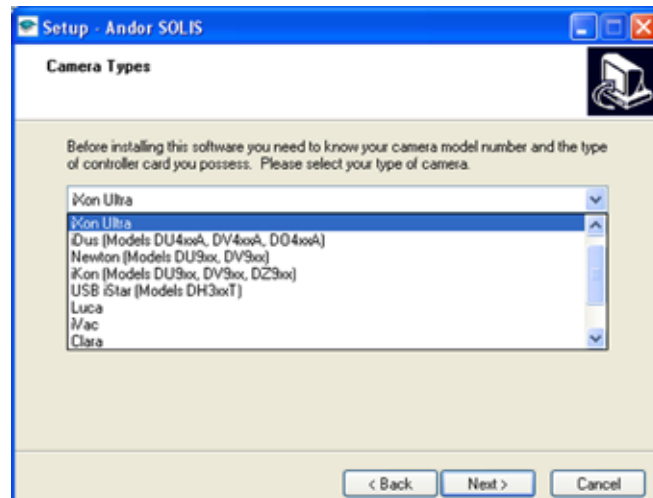 Setup - Andor SOLIS
Camera Types
Before installing this software you need to know your camera model number and the type
of controller card you possess. Please select your type of camera.
iXon Ultra
iXon Ultra
iDus (Models DU4xxA, DV4xxA, DO4xxA)
Newton (Models DU9xx, DV9xx)
iKon (Models DU9xx, DV9xx, DZ9xx)
USB iStar (Models DH3xxT)
Luca
iVac
Clara
< Back
Next >
Cancel